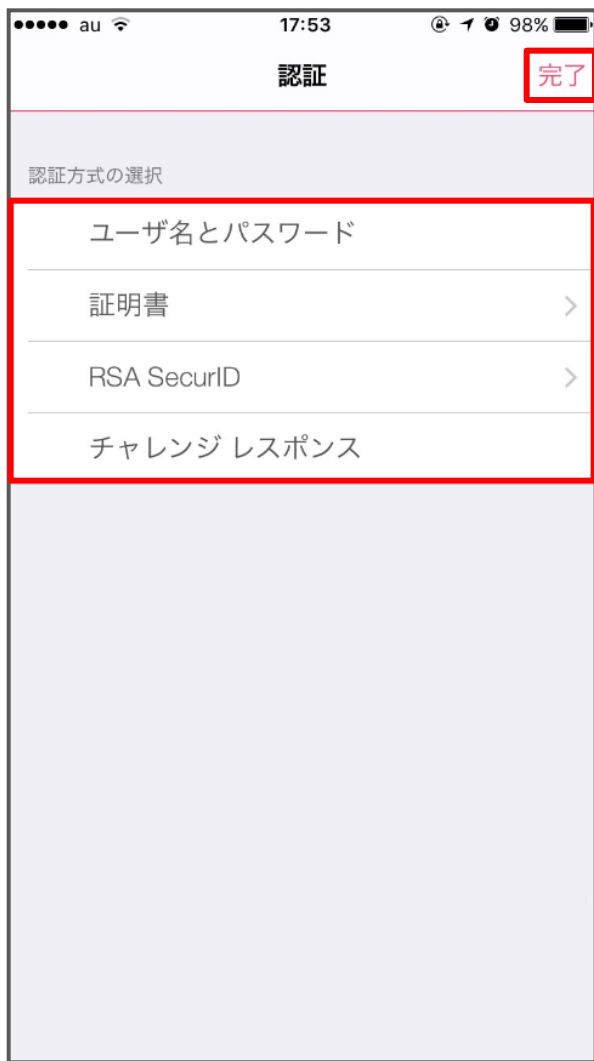 au 17:53 98%
認証 完了
認証方式の選択
ユーザ名とパスワード
証明書
RSA SecurID
チャレンジ レスポンス